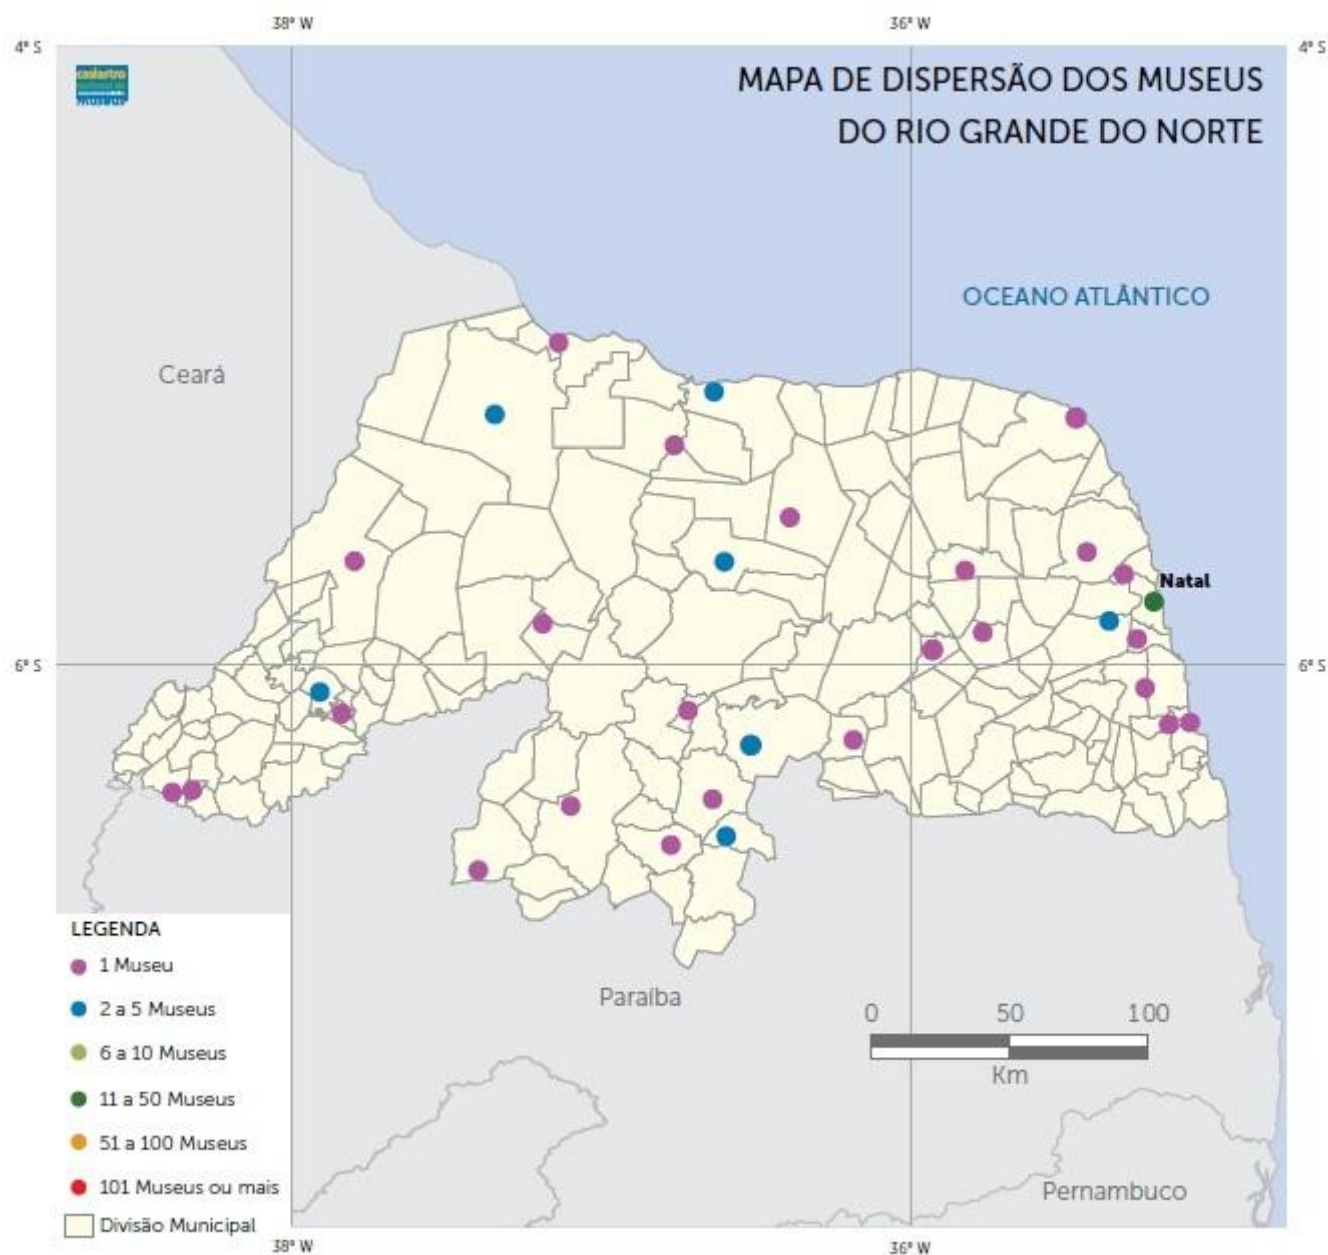 38° W 36° W
4° S 4° S
cadastro
museus
MAPA DE DISPERSÃO DOS MUSEUS
DO RIO GRANDE DO NORTE
OCEANO ATLÂNTICO
Ceará
Natal
6° S 6° S
LEGENDA
1 Museu
2 a 5 Museus
6 a 10 Museus
11 a 50 Museus
51 a 100 Museus
101 Museus ou mais
Divisão Municipal
Paraíba
0 50 100
Km
Pernambuco
38° W 36° W